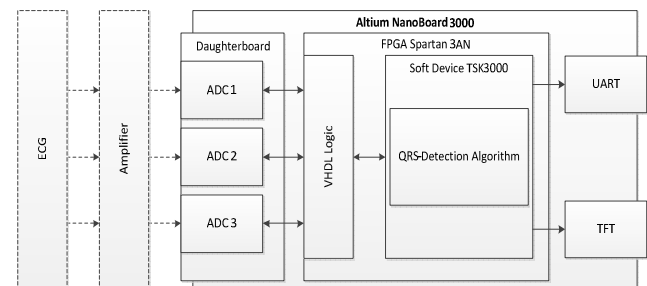 Altium NanoBoard 3000
Daughterboard
FPGA Spartan 3AN
Soft Device TSK3000
ECG
Amplifier
ADC 1
ADC 2
ADC 3
VHDL Logic
QRS-Detection Algorithm
UART
TFT